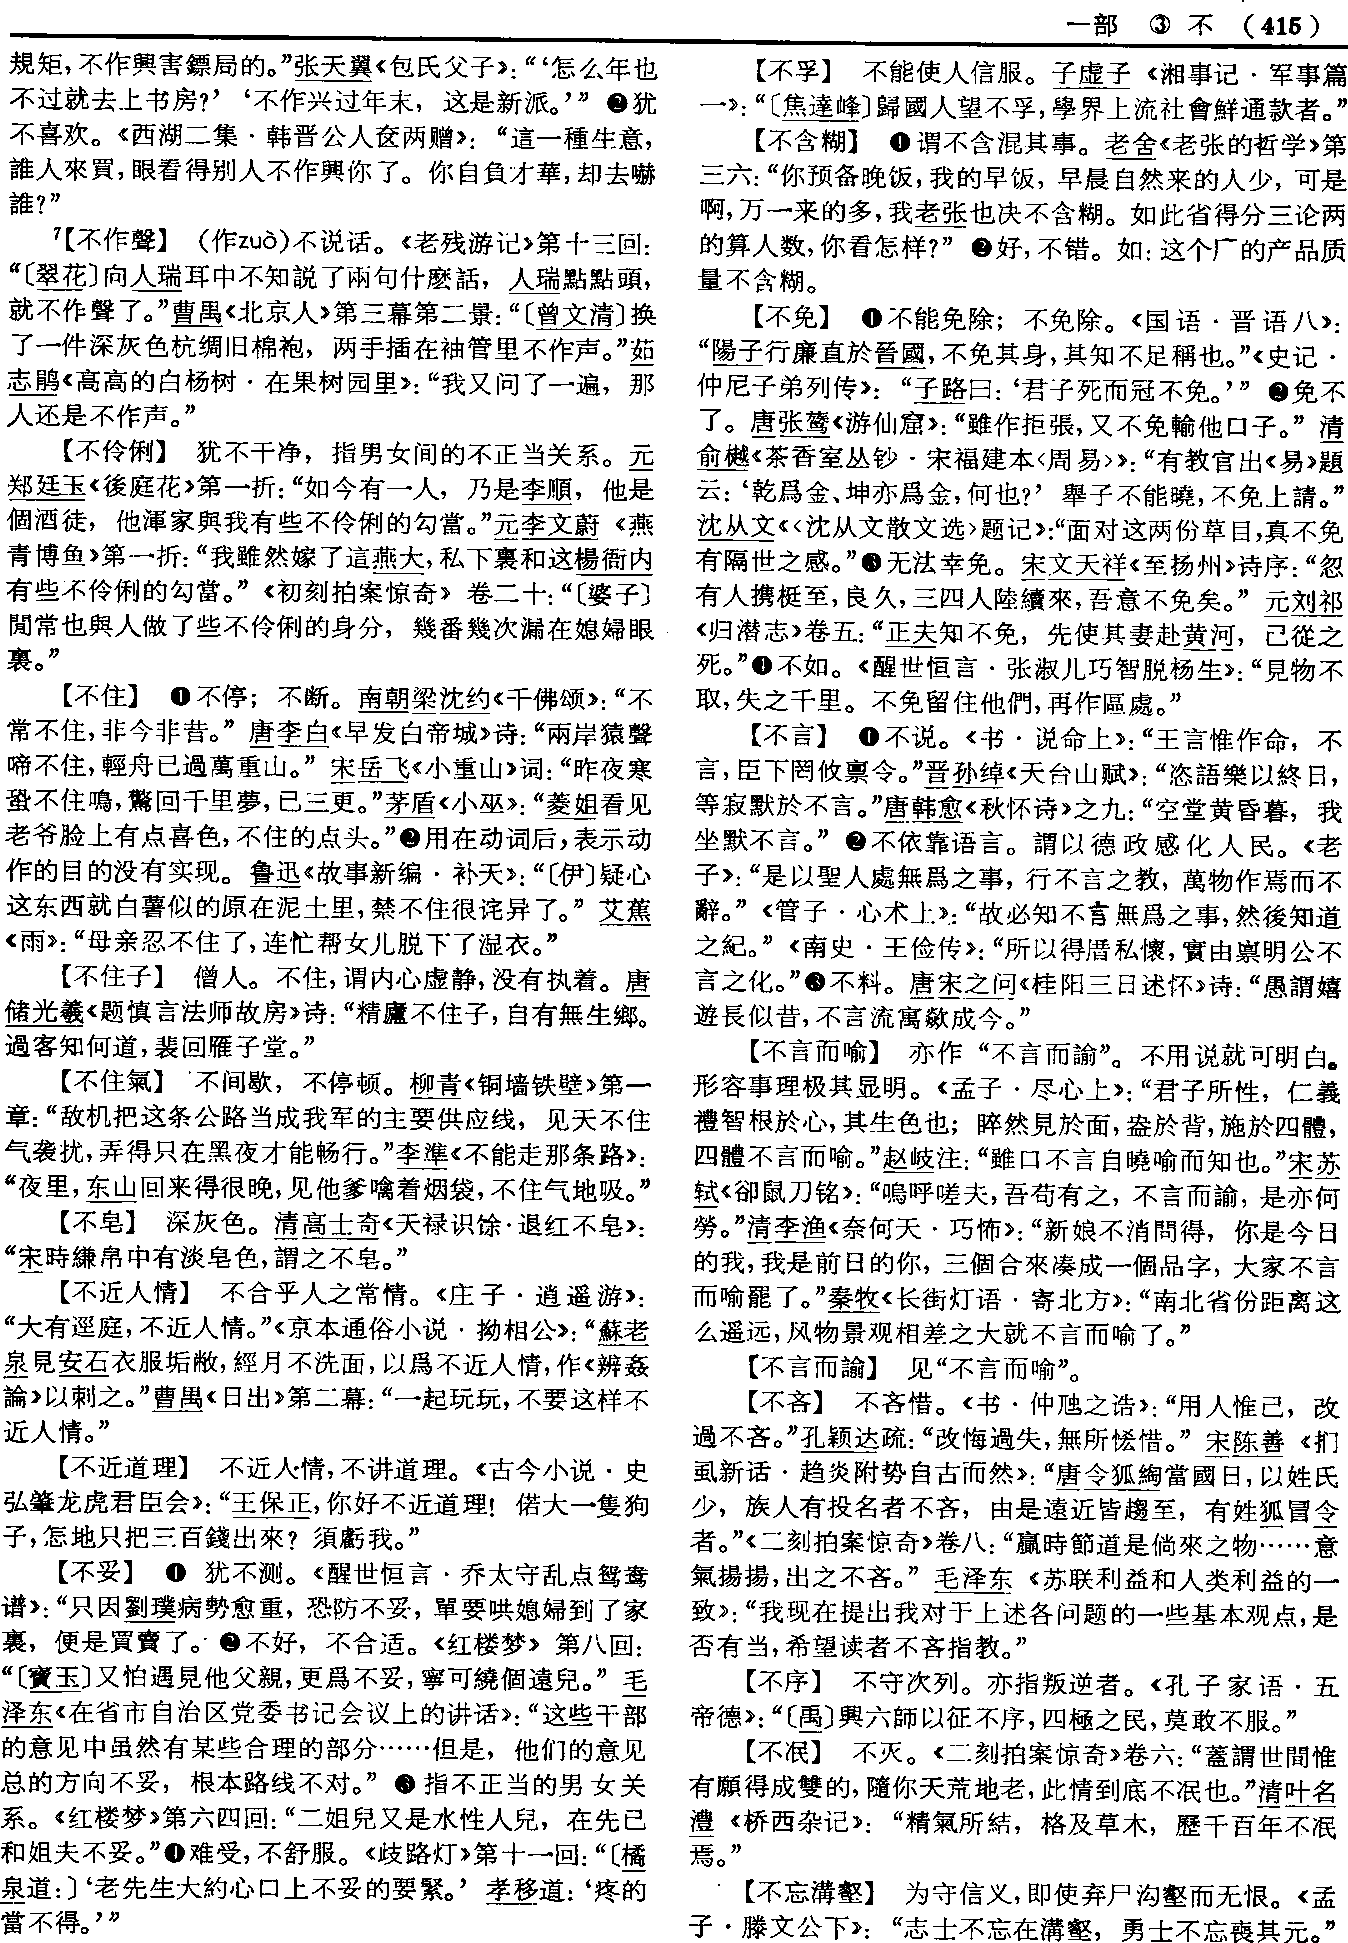 一部 ③ 不 (415)
規矩,不作興害鏢局的。”张天翼《包氏父子》:“‘怎么年也
不过就去上书房?’‘不作兴过年末，这是新派。’” ❷犹
不喜欢。《西湖二集·韩晋公人奁两赠》：“這一種生意，
誰人來買,眼看得别人不作興你了。你自負才華,却去嚇
誰?”
⁷【不作聲】 (作zuò)不说话。《老残游记》第十三回:
“〔翠花〕向人瑞耳中不知説了兩句什麽話，人瑞點點頭，
就不作聲了。”曹禺《北京人》第三幕第二景:“〔曾文清〕换
了一件深灰色杭绸旧棉袍，两手插在袖管里不作声。”茹
志鹃《高高的白杨树·在果树园里》:“我又问了一遍，那
人还是不作声。”
【不伶俐】 犹不干净，指男女间的不正当关系。元
郑廷玉《後庭花》第一折:“如今有一人，乃是李順，他是
個酒徒，他渾家與我有些不伶俐的勾當。”元李文蔚《燕
青博鱼》第一折:“我雖然嫁了這燕大,私下裏和这楊衙内
有些不伶俐的勾當。”《初刻拍案惊奇》卷二十:“〔婆子〕
閒常也與人做了些不伶俐的身分，幾番幾次漏在媳婦眼
裏。”
【不住】 ❶不停；不断。南朝梁沈约《千佛颂》:“不
常不住,非今非昔。”唐李白《早发白帝城》诗:“兩岸猿聲
啼不住,輕舟已過萬重山。”宋岳飞《小重山》词:“昨夜寒
蛩不住鳴,驚回千里夢,已三更。”茅盾《小巫》:“菱姐看见
老爷脸上有点喜色,不住的点头。”❷用在动词后,表示动
作的目的没有实现。鲁迅《故事新编·补天》:“〔伊〕疑心
这东西就白薯似的原在泥土里,禁不住很诧异了。”艾蕪
《雨》:“母亲忍不住了,连忙帮女儿脱下了湿衣。”
【不住子】 僧人。不住,谓内心虚静,没有执着。唐
储光羲《题慎言法师故房》诗:“精廬不住子,自有無生鄉。
過客知何道,裴回雁子堂。”
【不住氣】 不间歇，不停顿。柳青《铜墙铁壁》第一
章:“敌机把这条公路当成我军的主要供应线，见天不住
气袭扰,弄得只在黑夜才能畅行。”李準《不能走那条路》:
“夜里,东山回来得很晚,见他爹噙着烟袋,不住气地吸。”
【不皂】 深灰色。清高士奇《天禄识馀·退红不皂》:
“宋時縑帛中有淡皂色,謂之不皂。”
【不近人情】 不合乎人之常情。《庄子·逍遥游》:
“大有逕庭,不近人情。”《京本通俗小说·拗相公》:“蘇老
泉見安石衣服垢敝,經月不洗面,以爲不近人情,作《辨姦
論》以刺之。”曹禺《日出》第二幕:“一起玩玩,不要这样不
近人情。”
【不近道理】 不近人情,不讲道理。《古今小说·史
弘肇龙虎君臣会》:“王保正,你好不近道理！偌大一隻狗
子,怎地只把三百錢出來？須虧我。”
【不妥】 ❶ 犹不测。《醒世恒言·乔太守乱点鸳鸯
谱》:“只因劉璞病勢愈重，恐防不妥，單要哄媳婦到了家
裏，便是買賣了。❷不好，不合适。《红楼梦》第八回:
“〔寶玉〕又怕遇見他父親,更爲不妥,寧可繞個遠兒。”毛
泽东《在省市自治区党委书记会议上的讲话》:“这些干部
的意见中虽然有某些合理的部分……但是，他们的意见
总的方向不妥，根本路线不对。”❸指不正当的男女关
系。《红楼梦》第六四回:“二姐兒又是水性人兒，在先已
和姐夫不妥。”❹难受,不舒服。《歧路灯》第十一回:“〔橘
泉道:〕‘老先生大約心口上不妥的要緊。’孝移道:‘疼的
當不得。’”
【不孚】 不能使人信服。子虚子《湘事记·军事篇
一》:“〔焦達峰〕歸國人望不孚,學界上流社會鮮通款者。”
【不含糊】 ❶谓不含混其事。老舍《老张的哲学》第
三六:“你预备晚饭,我的早饭，早晨自然来的人少，可是
啊,万一来的多,我老张也决不含糊。如此省得分三论两
的算人数,你看怎样?”❷好,不错。如:这个厂的产品质
量不含糊。
【不免】 ❶不能免除；不免除。《国语·晋语八》:
“陽子行廉直於晉國,不免其身,其知不足稱也。”《史记·
仲尼子弟列传》：“子路曰:‘君子死而冠不免。’”❷免不
了。唐张鷟《游仙窟》:“雖作拒張,又不免輸他口子。”清
俞樾《茶香室丛钞·宋福建本〈周易〉》:“有教官出《易》題
云:‘乾爲金、坤亦爲金,何也?’舉子不能曉,不免上請。”
沈从文《〈沈从文散文选〉题记》:“面对这两份草目,真不免
有隔世之感。”❸无法幸免。宋文天祥《至扬州》诗序:“忽
有人携梃至,良久,三四人陸續來,吾意不免矣。”元刘祁
《归潜志》卷五:“正夫知不免，先使其妻赴黄河，己從之
死。”❹不如。《醒世恒言·张淑儿巧智脱杨生》:“見物不
取,失之千里。不免留住他們,再作區處。”
【不言】 ❶不说。《书·说命上》:“王言惟作命，不
言,臣下罔攸禀令。”晋孙绰《天台山赋》:“恣語樂以終日，
等寂默於不言。”唐韩愈《秋怀诗》之九:“空堂黄昏暮，我
坐默不言。”❷不依靠语言。謂以德政感化人民。《老
子》:“是以聖人處無爲之事，行不言之教，萬物作焉而不
辭。”《管子·心术上》:“故必知不言無爲之事,然後知道
之紀。”《南史·王俭传》:“所以得厝私懷,實由禀明公不
言之化。”❸不料。唐宋之问《桂阳三日述怀》诗:“愚謂嬉
遊長似昔,不言流寓欻成今。”
【不言而喻】 亦作“不言而諭”。不用说就可明白。
形容事理极其显明。《孟子·尽心上》:“君子所性，仁義
禮智根於心,其生色也；睟然見於面,盎於背,施於四體，
四體不言而喻。”赵岐注:“雖口不言自曉喻而知也。”宋苏
轼《卻鼠刀铭》:“嗚呼嗟夫,吾苟有之，不言而諭，是亦何
勞。”清李渔《奈何天·巧怖》:“新娘不消問得，你是今日
的我,我是前日的你，三個合來凑成一個品字，大家不言
而喻罷了。”秦牧《长街灯语·寄北方》:“南北省份距离这
么遥远,风物景观相差之大就不言而喻了。”
【不言而諭】 见“不言而喻”。
【不吝】 不吝惜。《书·仲虺之诰》:“用人惟己，改
過不吝。”孔颖达疏:“改悔過失,無所恡惜。”宋陈善《扪
虱新话·趋炎附势自古而然》:“唐令狐綯當國日,以姓氏
少，族人有投名者不吝，由是遠近皆趨至，有姓狐冒令
者。”《二刻拍案惊奇》卷八:“贏時節道是倘來之物……意
氣揚揚,出之不吝。”毛泽东《苏联利益和人类利益的一
致》:“我现在提出我对于上述各问题的一些基本观点,是
否有当,希望读者不吝指教。”
【不序】 不守次列。亦指叛逆者。《孔子家语·五
帝德》:“〔禹〕興六師以征不序,四極之民,莫敢不服。”
【不泯】 不灭。《二刻拍案惊奇》卷六:“蓋謂世間惟
有願得成雙的,隨你天荒地老,此情到底不泯也。”清叶名
澧《桥西杂记》：“精氣所結，格及草木，歷千百年不泯
焉。”
【不忘溝壑】 为守信义,即使弃尸沟壑而无恨。《孟
子·滕文公下》：“志士不忘在溝壑，勇士不忘喪其元。”